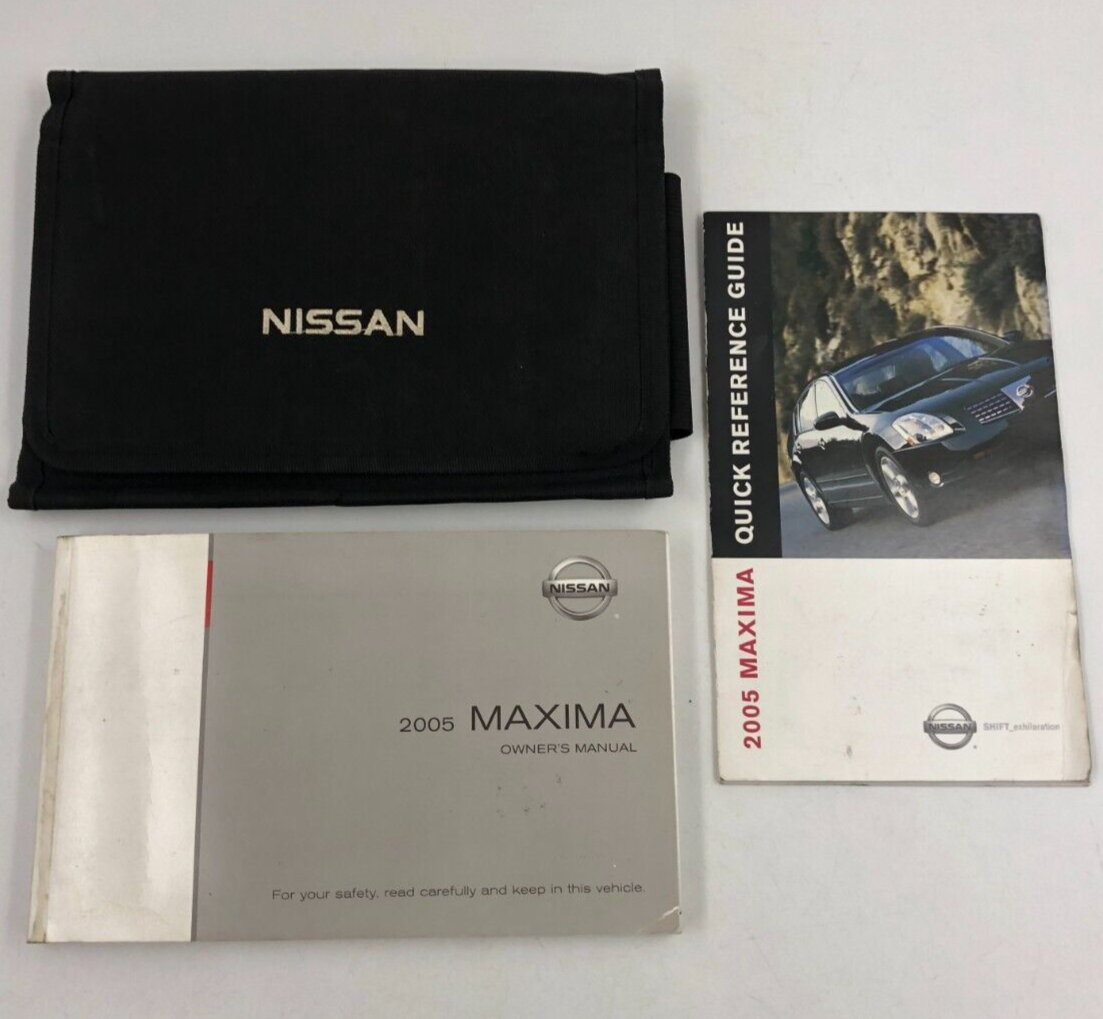 NISSAN
QUICK REFERENCE GUIDE
2005 MAXIMA
NISSAN
SHIFT_exhilaration
NISSAN
2005 MAXIMA
OWNER'S MANUAL
For your safety, read carefully and keep in this vehicle.